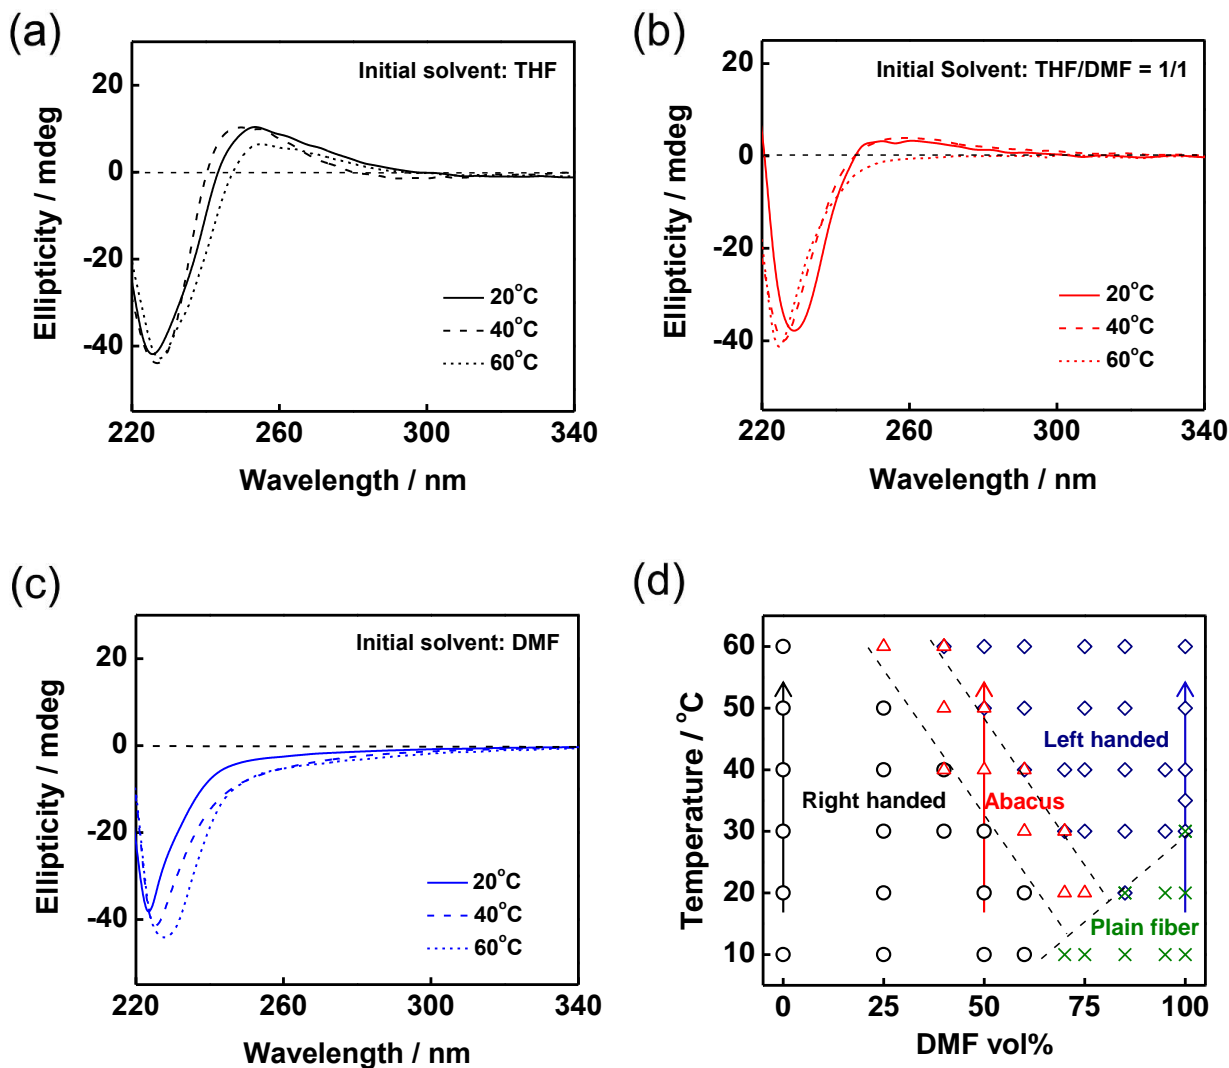 (a)
Initial solvent: THF
Ellipticity / mdeg
20
0
-20
-40
20°C
40°C
60°C
220
260
300
340
Wavelength / nm
(b)
Initial Solvent: THF/DMF = 1/1
Ellipticity / mdeg
20
0
-20
-40
20°C
40°C
60°C
220
260
300
340
Wavelength / nm
(c)
Initial solvent: DMF
Ellipticity / mdeg
20
0
-20
-40
20°C
40°C
60°C
220
260
300
340
Wavelength / nm
(d)
Temperature / °C
60
50
40
30
20
10
Left handed
Right handed
Abacus
Plain fiber
0
25
50
75
100
DMF vol%